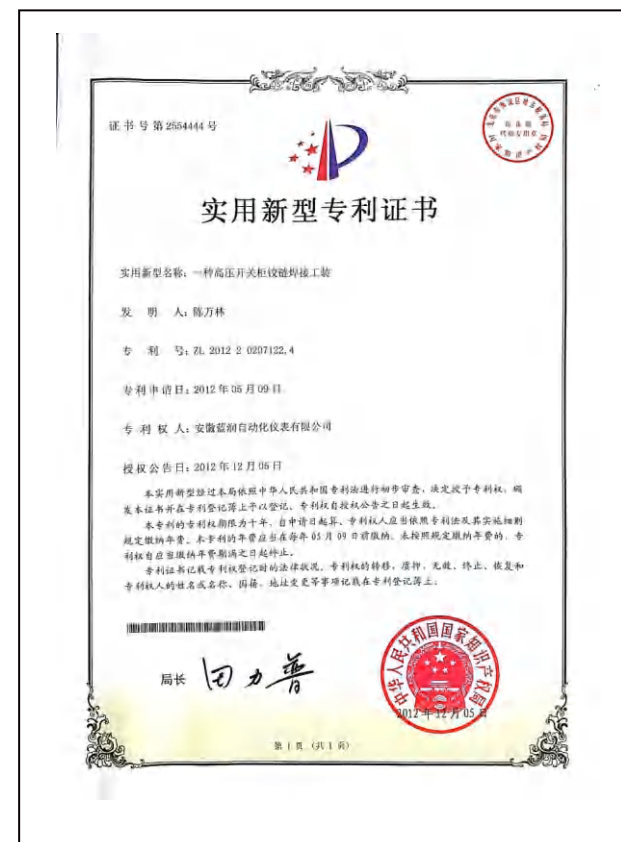 证书号第2554444号
实用新型专利证书
实用新型名称：一种高压开关柜铰链焊接工装
发 明 人：陈万林
专 利 号：ZL 2012 2 0207122.4
专利申请日：2012年05月09日
专 利 权 人：安徽蓝润自动化仪表有限公司
授权公告日：2012年12月05日
本实用新型经过本局依照中华人民共和国专利法进行初步审查，决定授予专利权，颁
发本证书并在专利登记簿上予以登记。专利权自授权公告之日起生效。
本专利的专利权期限为十年，自申请日起算。专利权人应当依照专利法及其实施细则
规定缴纳年费。本专利的年费应当在每年05月09日前缴纳。未按照规定缴纳年费的，专
利权自应当缴纳年费期满之日起终止。
专利证书记载专利权登记时的法律状况。专利权的转移、质押、无效、终止、恢复和
专利权人的姓名或名称、国籍、地址变更等事项记载在专利登记簿上。
局长 田力普
中华人民共和国国家知识产权局
2012年12月05日
第1页（共1页）